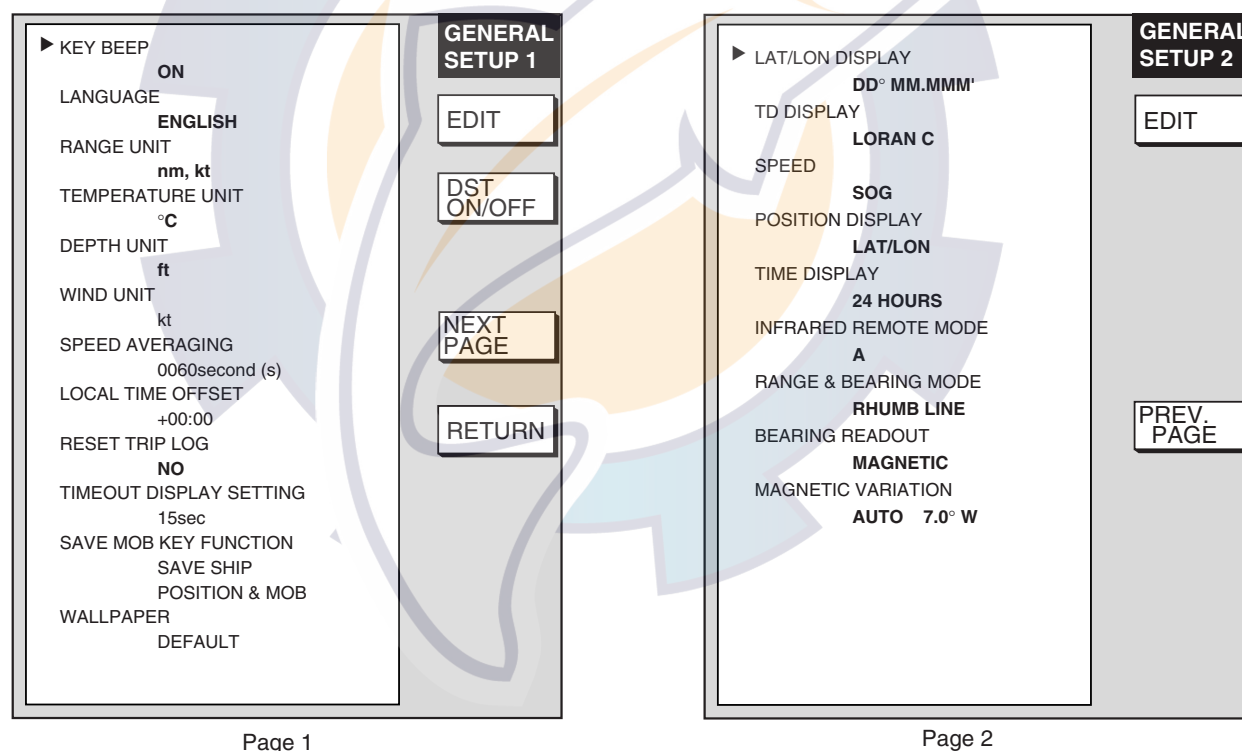 KEY BEEP
ON
LANGUAGE
ENGLISH
RANGE UNIT
nm, kt
TEMPERATURE UNIT
°C
DEPTH UNIT
ft
WIND UNIT
kt
SPEED AVERAGING
0060second (s)
LOCAL TIME OFFSET
+00:00
RESET TRIP LOG
NO
TIMEOUT DISPLAY SETTING
15sec
SAVE MOB KEY FUNCTION
SAVE SHIP
POSITION & MOB
WALLPAPER
DEFAULT
GENERAL
SETUP 1
EDIT
DST
ON/OFF
NEXT
PAGE
RETURN
Page 1
LAT/LON DISPLAY
DD° MM.MMM'
TD DISPLAY
LORAN C
SPEED
SOG
POSITION DISPLAY
LAT/LON
TIME DISPLAY
24 HOURS
INFRARED REMOTE MODE
A
RANGE & BEARING MODE
RHUMB LINE
BEARING READOUT
MAGNETIC
MAGNETIC VARIATION
AUTO 7.0° W
GENERAL
SETUP 2
EDIT
PREV.
PAGE
Page 2